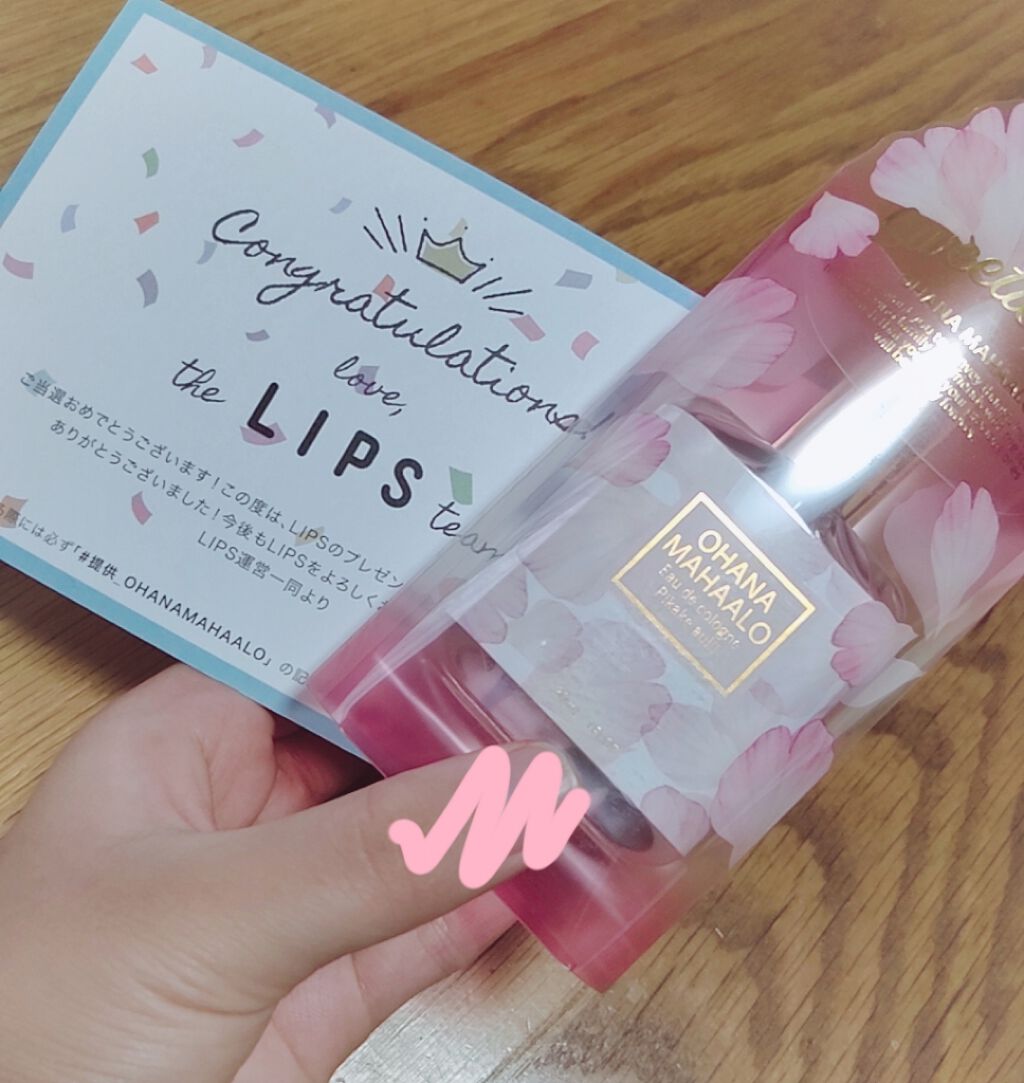 Congratulations
love,
the LIPS team
ご当選おめでとうございます！この度は、LIPSのプレゼン
ありがとうございました！今後もLIPSをよろしく
LIPS運営一同より
には必ず「#提供_OHANAMAHAALO」の記
OHANA
MAHAALO
Eau de cologne
Pikake auli